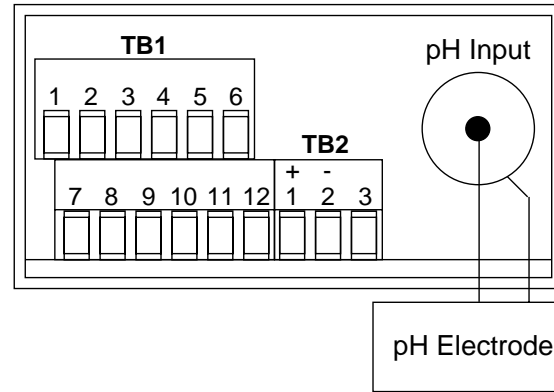 TB1
pH Input
1 2 3 4 5 6
TB2
+ -
7 8 9 10 11 12 1 2 3
pH Electrode